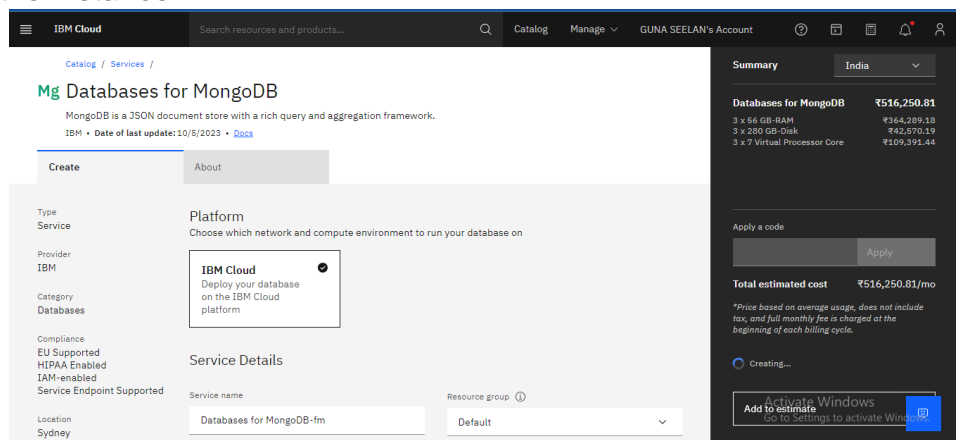 IBM Cloud
Search resources and products...
Catalog
Manage
GUNA SEELAN's Account
Catalog / Services /
Mg Databases for MongoDB
MongoDB is a JSON document store with a rich query and aggregation framework.
IBM • Date of last update: 10/5/2023 • Docs
Create
About
Type
Service
Provider
IBM
Category
Databases
Compliance
EU Supported
HIPAA Enabled
IAM-enabled
Service Endpoint Supported
Location
Sydney
Platform
Choose which network and compute environment to run your database on
IBM Cloud
Deploy your database
on the IBM Cloud
platform
Service Details
Service name
Databases for MongoDB-fm
Resource group
Default
Summary
India
Databases for MongoDB ₹516,250.81
3 x 56 GB-RAM ₹364,289.18
3 x 280 GB-Disk ₹42,570.19
3 x 7 Virtual Processor Core ₹109,391.44
Apply a code
Apply
Total estimated cost ₹516,250.81/mo
*Price based on average usage, does not include
tax, and full monthly fee is charged at the
beginning of each billing cycle.
Creating...
Add to estimate
Activate Windows
Go to Settings to activate Windows.